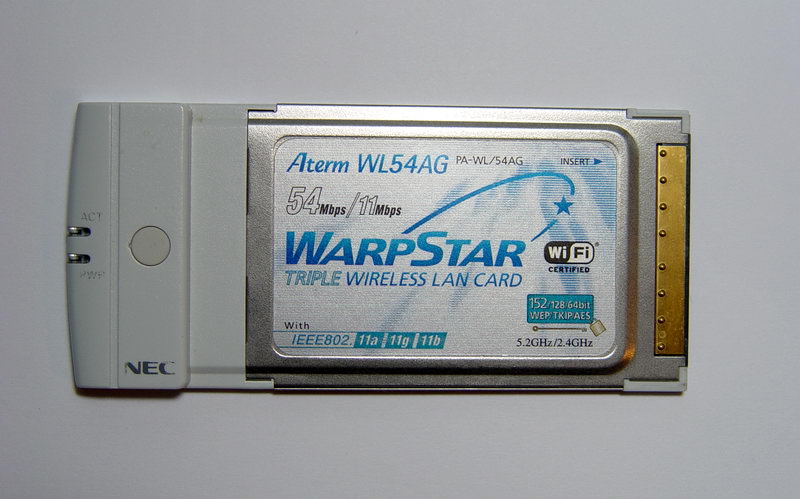 Aterm WL54AG PA-WL/54AG INSERT
54Mbps/11Mbps
WARPSTAR
TRIPLE WIRELESS LAN CARD
Wi Fi
CERTIFIED
152/128/64bit
WEP/TKIP.AES
With
IEEE802. 11a 11g 11b
5.2GHz/2.4GHz
ACT
PWR
NEC